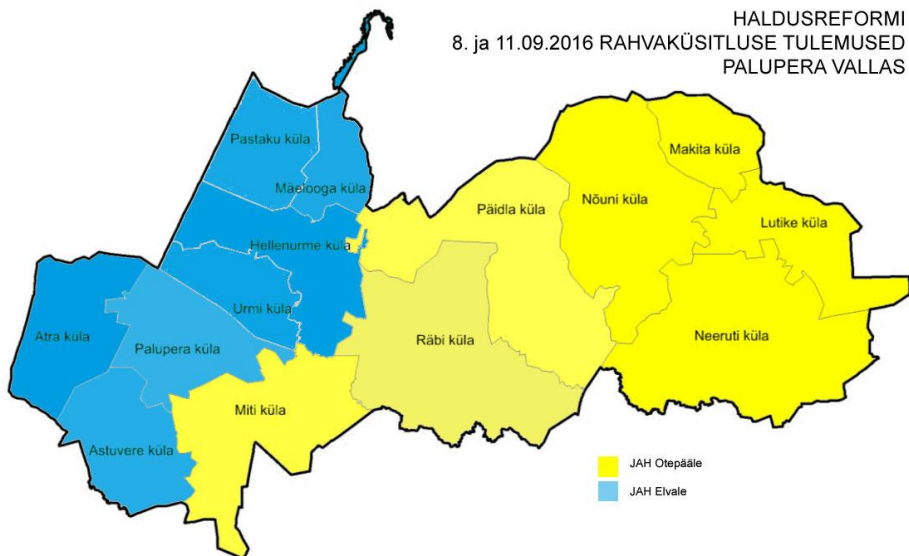 HALDUSREFORMI
8. ja 11.09.2016 RAHVAKÜSITLUSE TULEMUSED
PALUPERA VALLAS
Pastaku küla
Mäelooga küla
Makita küla
Päidla küla
Nõuni küla
Lutike küla
Hellenurme küla
Urmi küla
Atra küla
Palupera küla
Räbi küla
Neeruti küla
Miti küla
Astuvere küla
JAH Otepääle
JAH Elvale